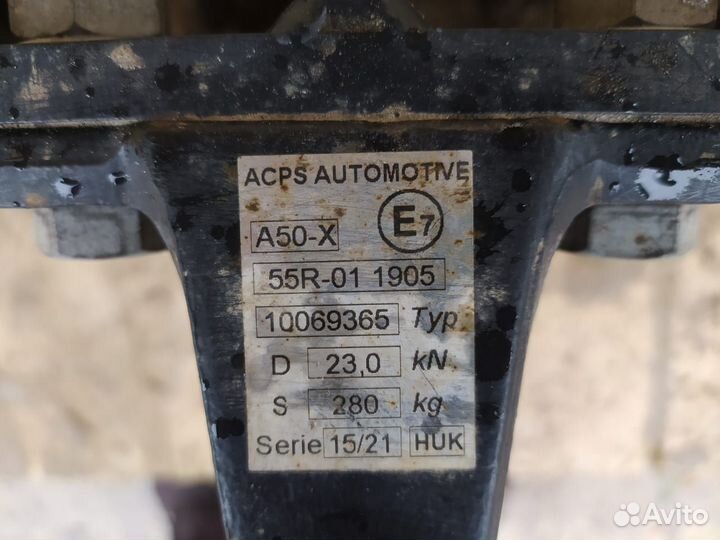 ACPS AUTOMOTIVE
A50-X E7
55R-01 1905
10069365 Typ
D 23,0 kN
S 280 kg
Serie 15/21 HUK
Avito